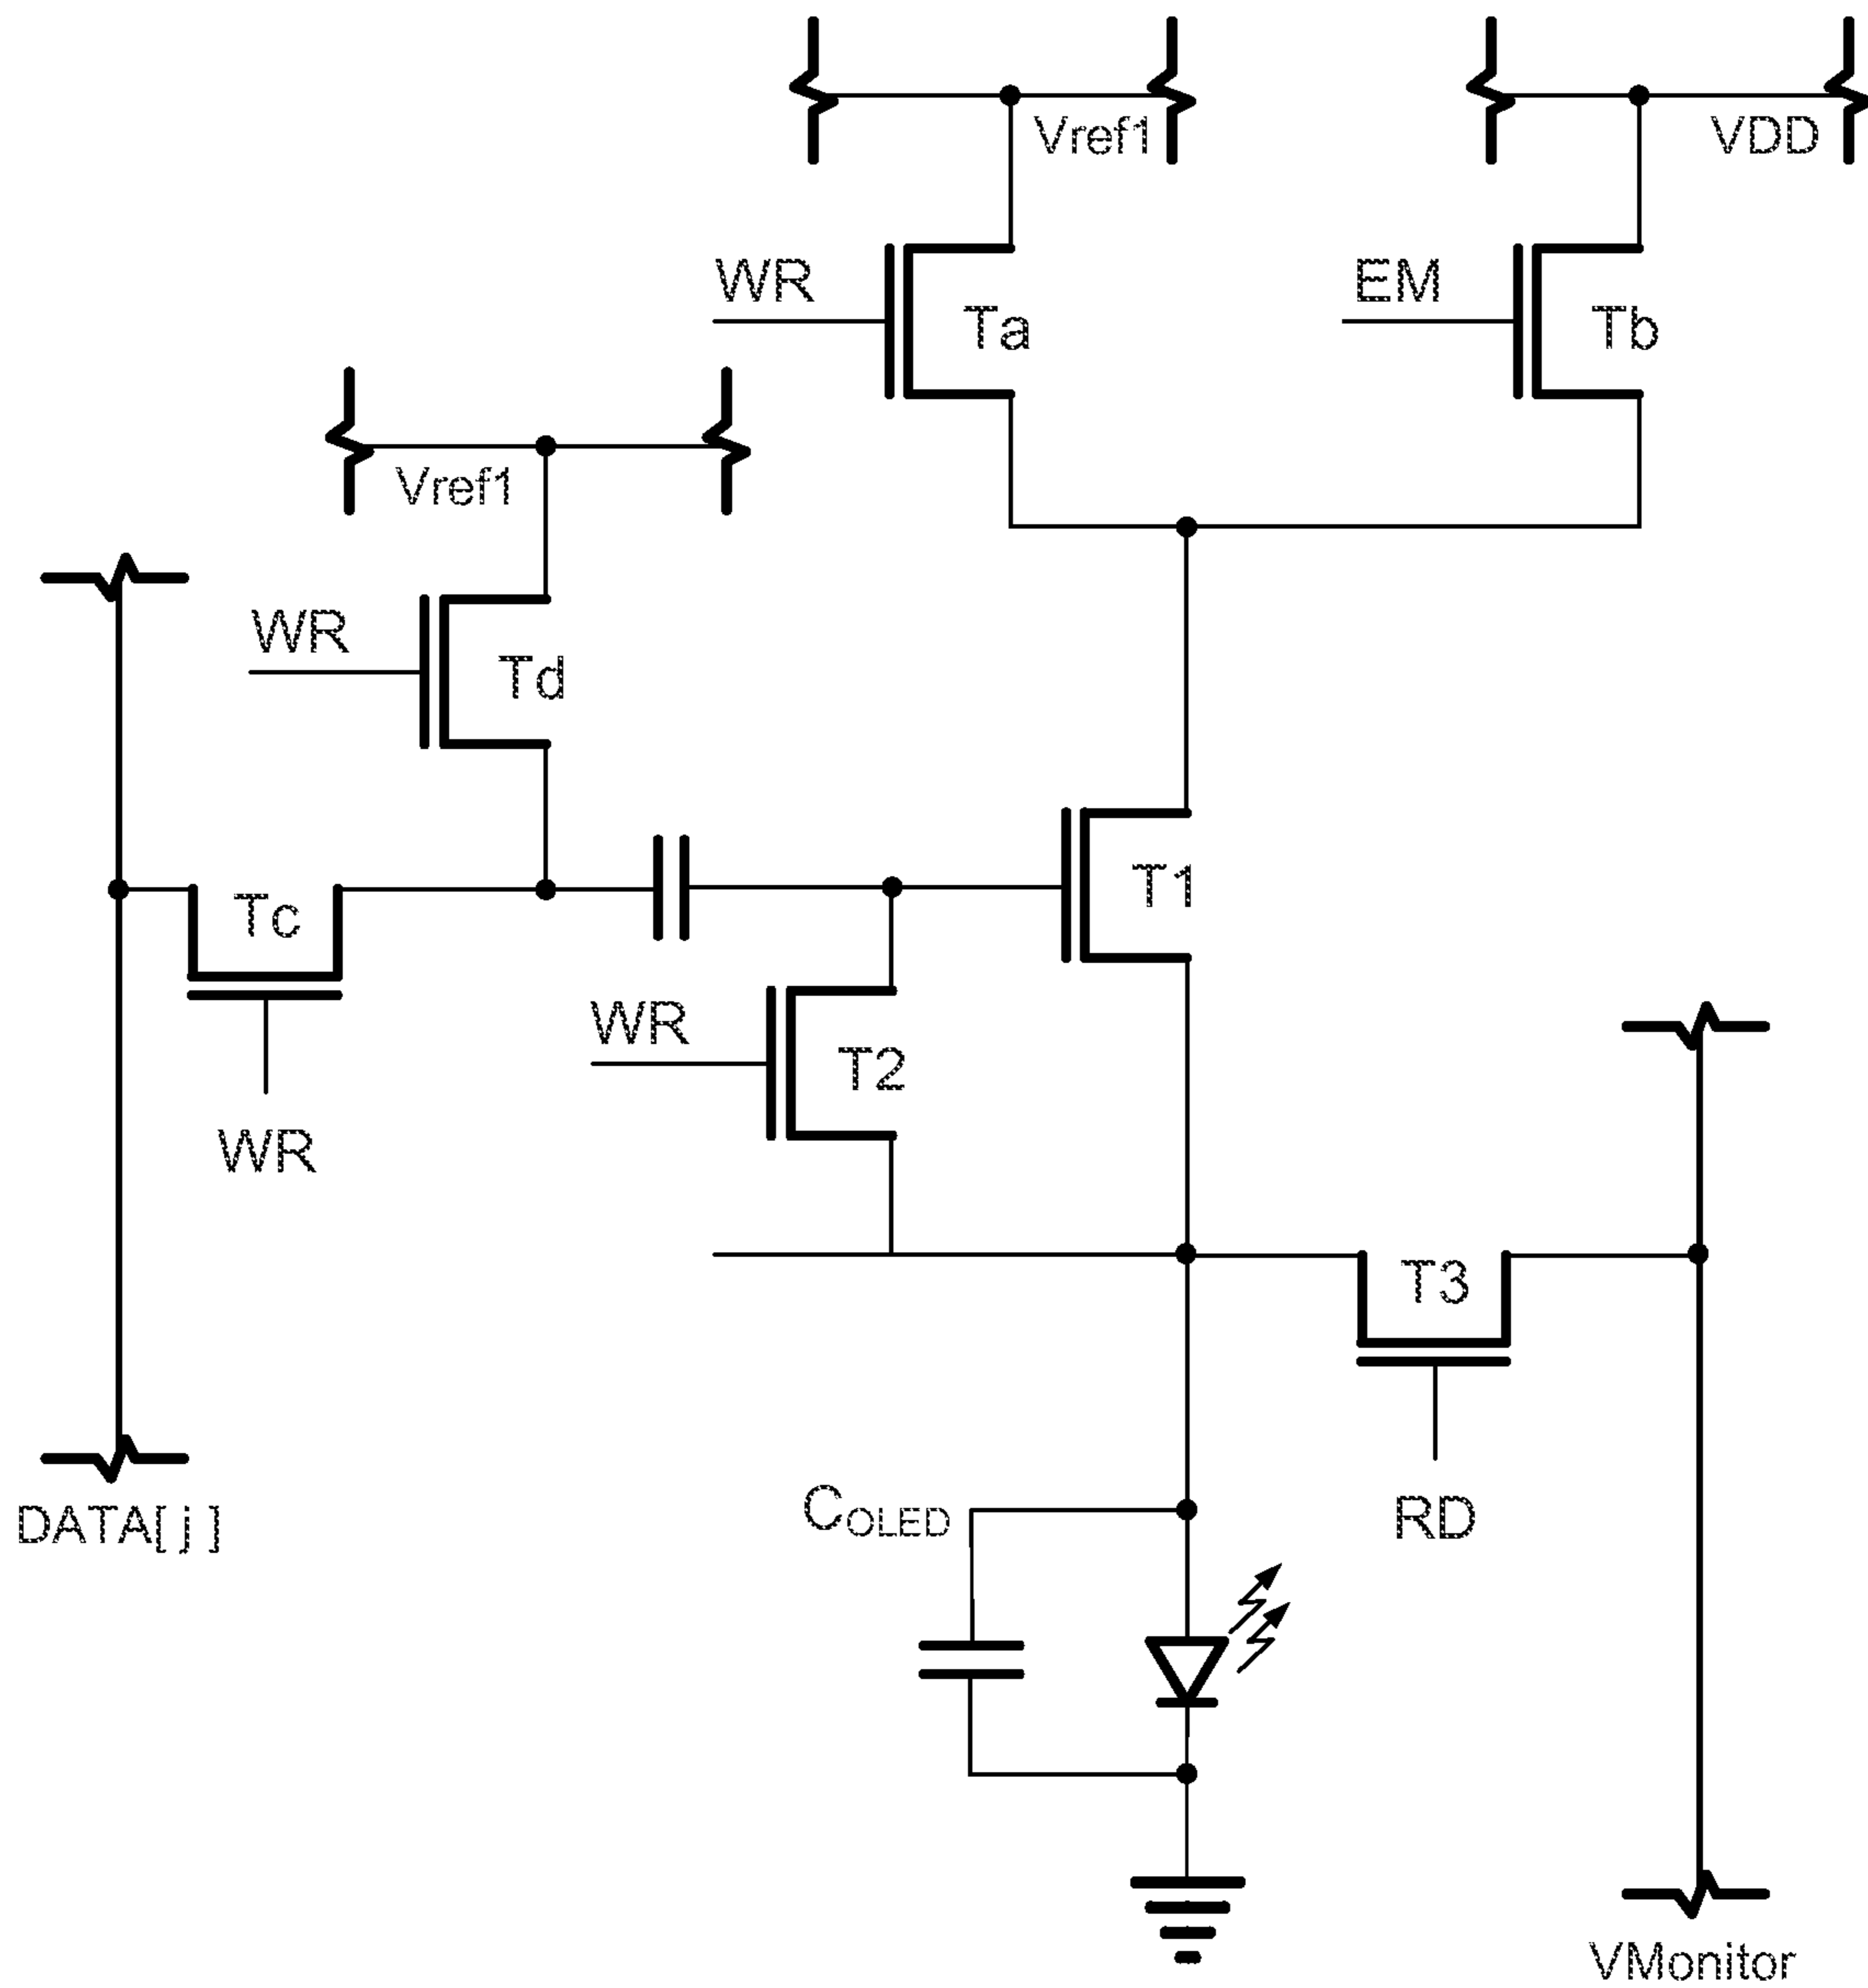 Vref1
VDD
WR
Ta
EM
Tb
Vref1
WR
Td
Tc
T1
WR
T2
WR
T3
COLED
RD
DATA[ j ]
VMonitor